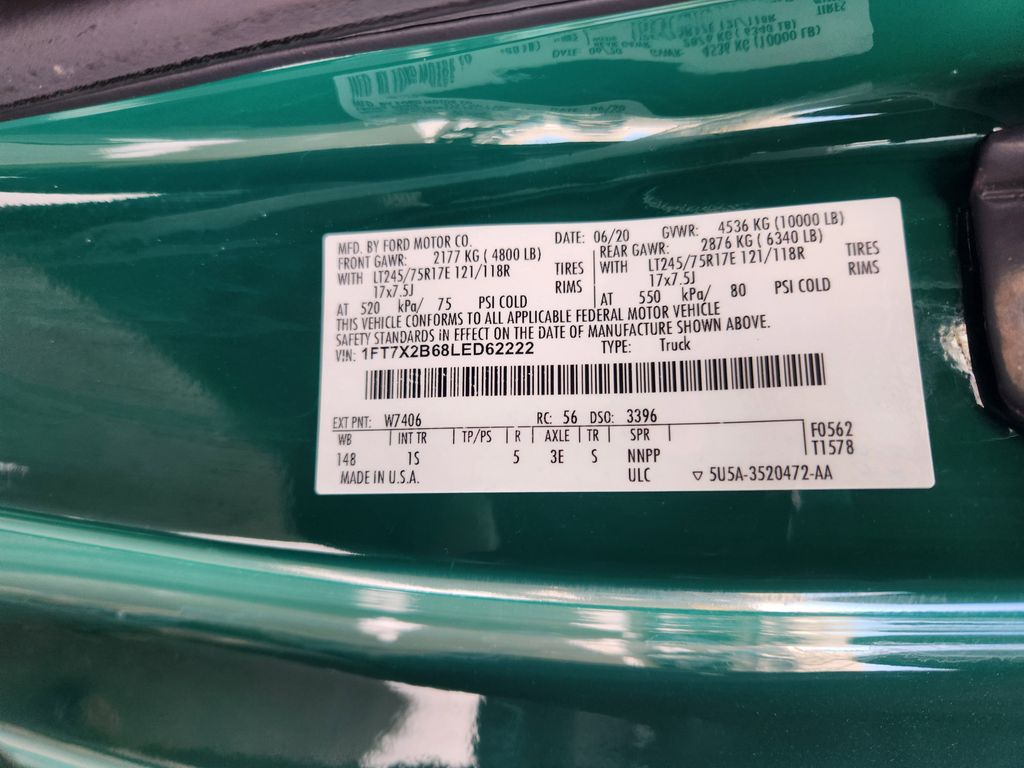 MFD. BY FORD MOTOR CO. DATE: 06/20 GVWR: 4536 KG (10000 LB)
FRONT GAWR: 2177 KG ( 4800 LB) REAR GAWR: 2876 KG ( 6340 LB)
WITH LT245/75R17E 121/118R TIRES WITH LT245/75R17E 121/118R TIRES
17x7.5J RIMS 17x7.5J RIMS
AT 520 kPa/ 75 PSI COLD AT 550 kPa/ 80 PSI COLD
THIS VEHICLE CONFORMS TO ALL APPLICABLE FEDERAL MOTOR VEHICLE
SAFETY STANDARDS IN EFFECT ON THE DATE OF MANUFACTURE SHOWN ABOVE.
VIN: 1FT7X2B68LED62222 TYPE: Truck
EXT PNT: W7406 RC: 56 DSO: 3396
WB INT TR TP/PS R AXLE TR SPR F0562
148 1S 5 3E S NNPP T1578
MADE IN U.S.A. ULC ▽ 5U5A-3520472-AA